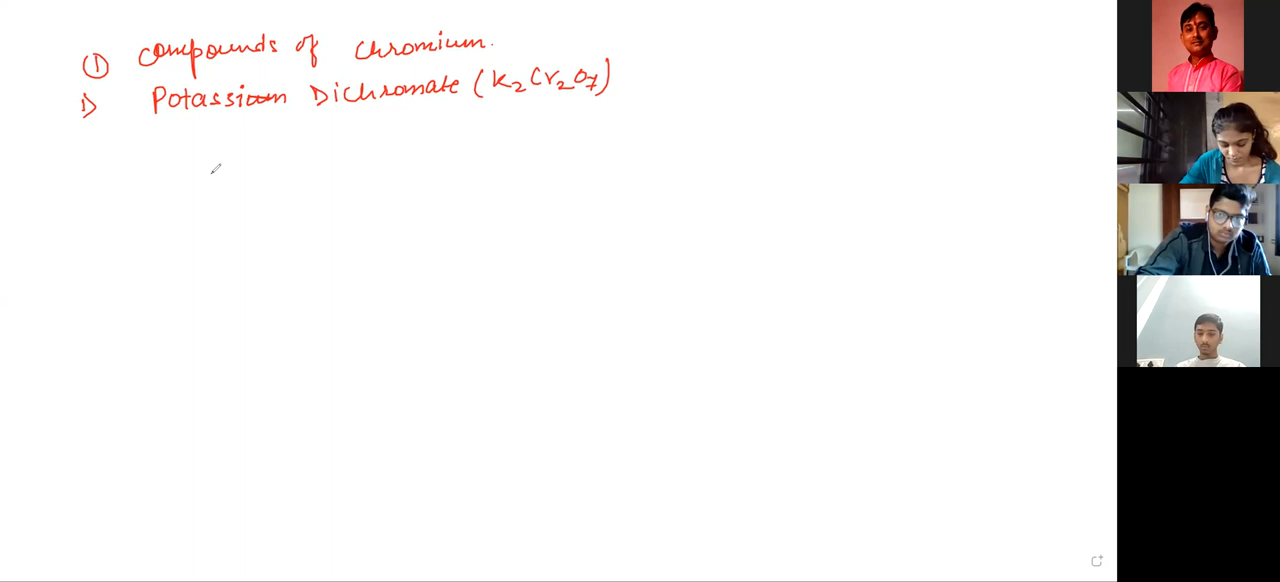 ① Compounds of chromium.
1) Potassium Dichromate (K₂Cr₂O₇)